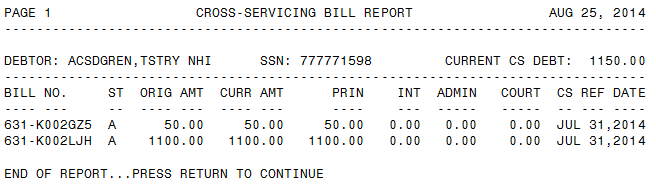 PAGE 1 CROSS-SERVICING BILL REPORT AUG 25, 2014
--------------------------------------------------------------------------------
DEBTOR: ACSDGREN,TSTRY NHI SSN: 777771598 CURRENT CS DEBT: 1150.00
--------------------------------------------------------------------------------
BILL NO. ST ORIG AMT CURR AMT PRIN INT ADMIN COURT CS REF DATE
---- --- -- ---- --- ---- --- ---- --- ----- ----- -- --- ----
631-K002GZ5 A 50.00 50.00 50.00 0.00 0.00 0.00 JUL 31,2014
631-K002LJH A 1100.00 1100.00 1100.00 0.00 0.00 0.00 JUL 31,2014
END OF REPORT...PRESS RETURN TO CONTINUE